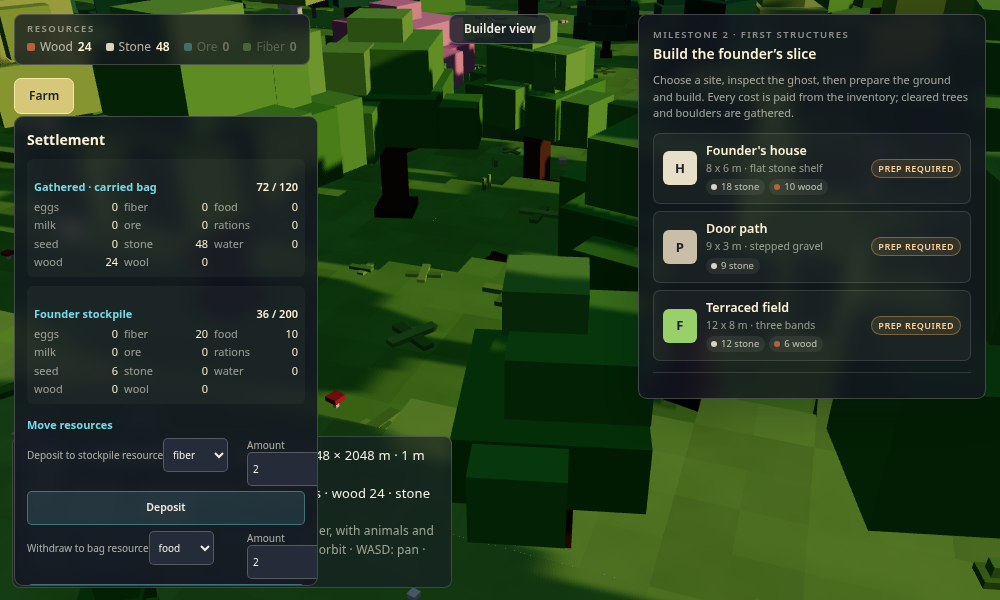 RESOURCES
Wood 24 Stone 48 Ore 0 Fiber 0
Builder view
Farm
Settlement
Gathered · carried bag 72 / 120
eggs 0 fiber 0 food 0
milk 0 ore 0 rations 0
seed 0 stone 48 water 0
wood 24 wool 0
Founder stockpile 36 / 200
eggs 0 fiber 20 food 10
milk 0 ore 0 rations 0
seed 6 stone 0 water 0
wood 0 wool 0
Move resources
Deposit to stockpile resource fiber Amount 2
Deposit
Withdraw to bag resource food Amount 2
48 × 2048 m · 1 m
· wood 24 · stone
er, with animals and
orbit · WASD: pan ·
MILESTONE 2 · FIRST STRUCTURES
Build the founder's slice
Choose a site, inspect the ghost, then prepare the ground
and build. Every cost is paid from the inventory; cleared trees
and boulders are gathered.
H Founder's house
8 x 6 m · flat stone shelf
18 stone 10 wood
PREP REQUIRED
P Door path
9 x 3 m · stepped gravel
9 stone
PREP REQUIRED
F Terraced field
12 x 8 m · three bands
12 stone 6 wood
PREP REQUIRED